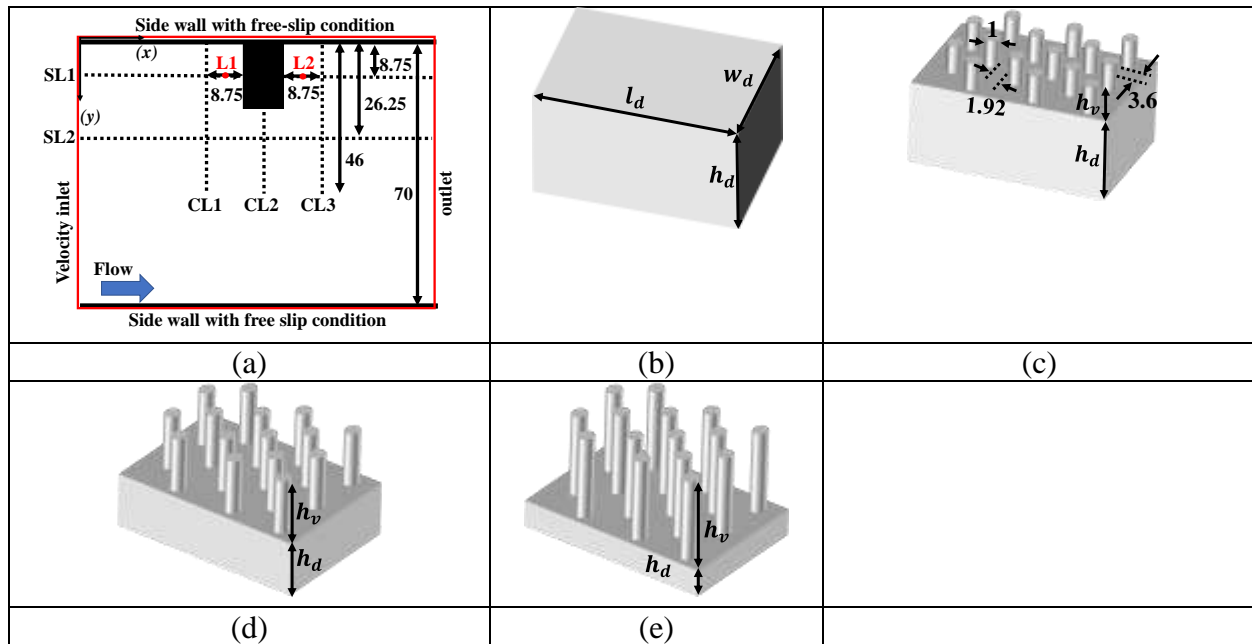 Side wall with free-slip condition
(x)
SL1
L1
L2
8.75
8.75
8.75
26.25
(y)
SL2
46
70
CL1
CL2
CL3
Velocity inlet
outlet
Flow
Side wall with free slip condition
(a)
l_d
w_d
h_d
(b)
1
1.92
h_v
3.6
h_d
(c)
h_v
h_d
(d)
h_v
h_d
(e)